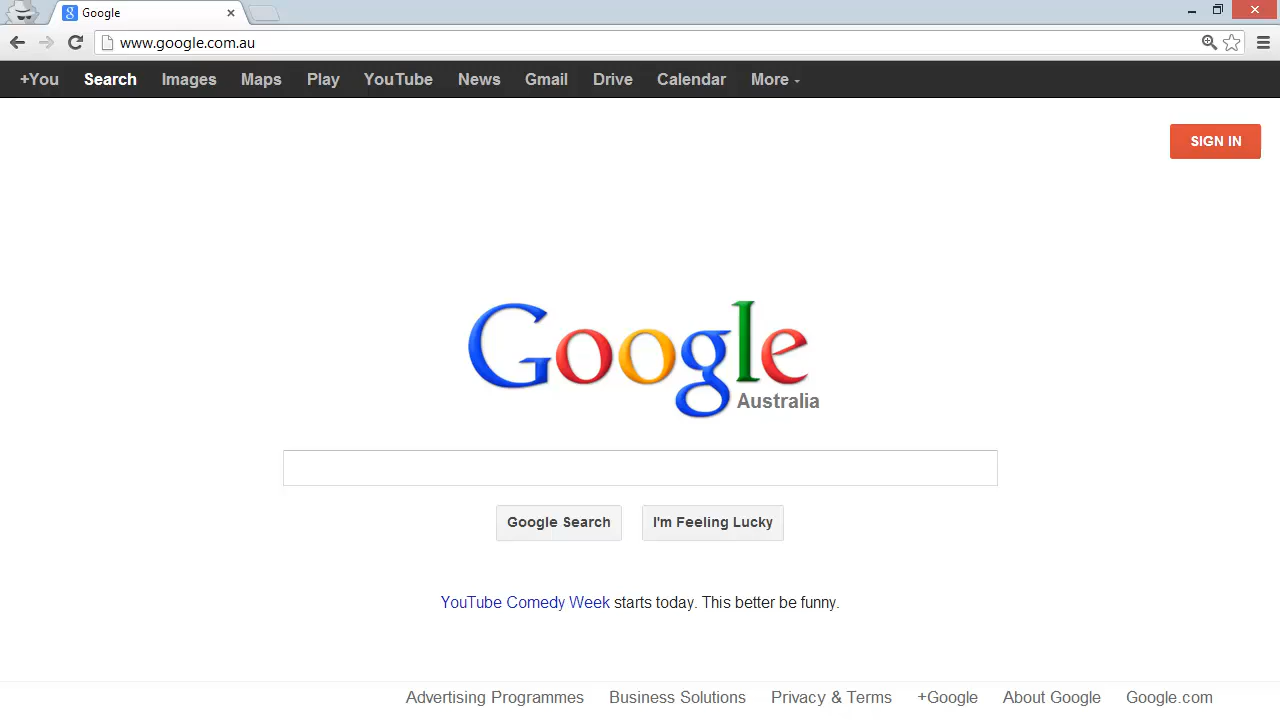 Google
www.google.com.au
+You Search Images Maps Play YouTube News Gmail Drive Calendar More
SIGN IN
Google
Australia
Google Search I'm Feeling Lucky
YouTube Comedy Week starts today. This better be funny.
Advertising Programmes Business Solutions Privacy & Terms +Google About Google Google.com